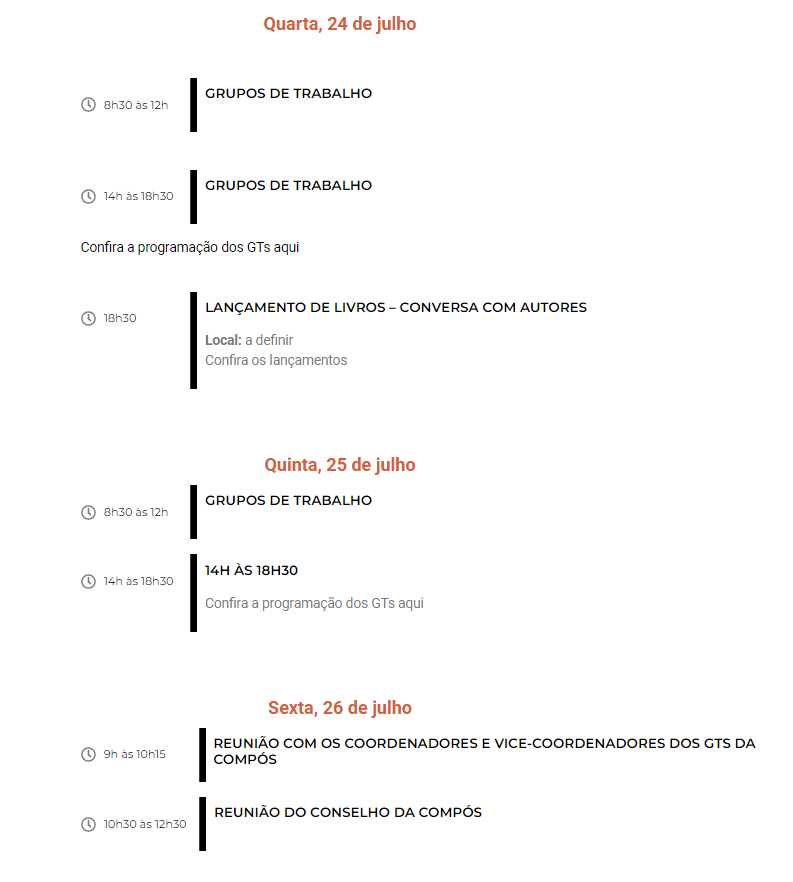 Quarta, 24 de julho
8h30 às 12h
GRUPOS DE TRABALHO
14h às 18h30
GRUPOS DE TRABALHO
Confira a programação dos GTs aqui
18h30
LANÇAMENTO DE LIVROS – CONVERSA COM AUTORES
Local: a definir
Confira os lançamentos
Quinta, 25 de julho
8h30 às 12h
GRUPOS DE TRABALHO
14h às 18h30
14H ÀS 18H30
Confira a programação dos GTs aqui
Sexta, 26 de julho
9h às 10h15
REUNIÃO COM OS COORDENADORES E VICE-COORDENADORES DOS GTS DA
COMPÓS
10h30 às 12h30
REUNIÃO DO CONSELHO DA COMPÓS